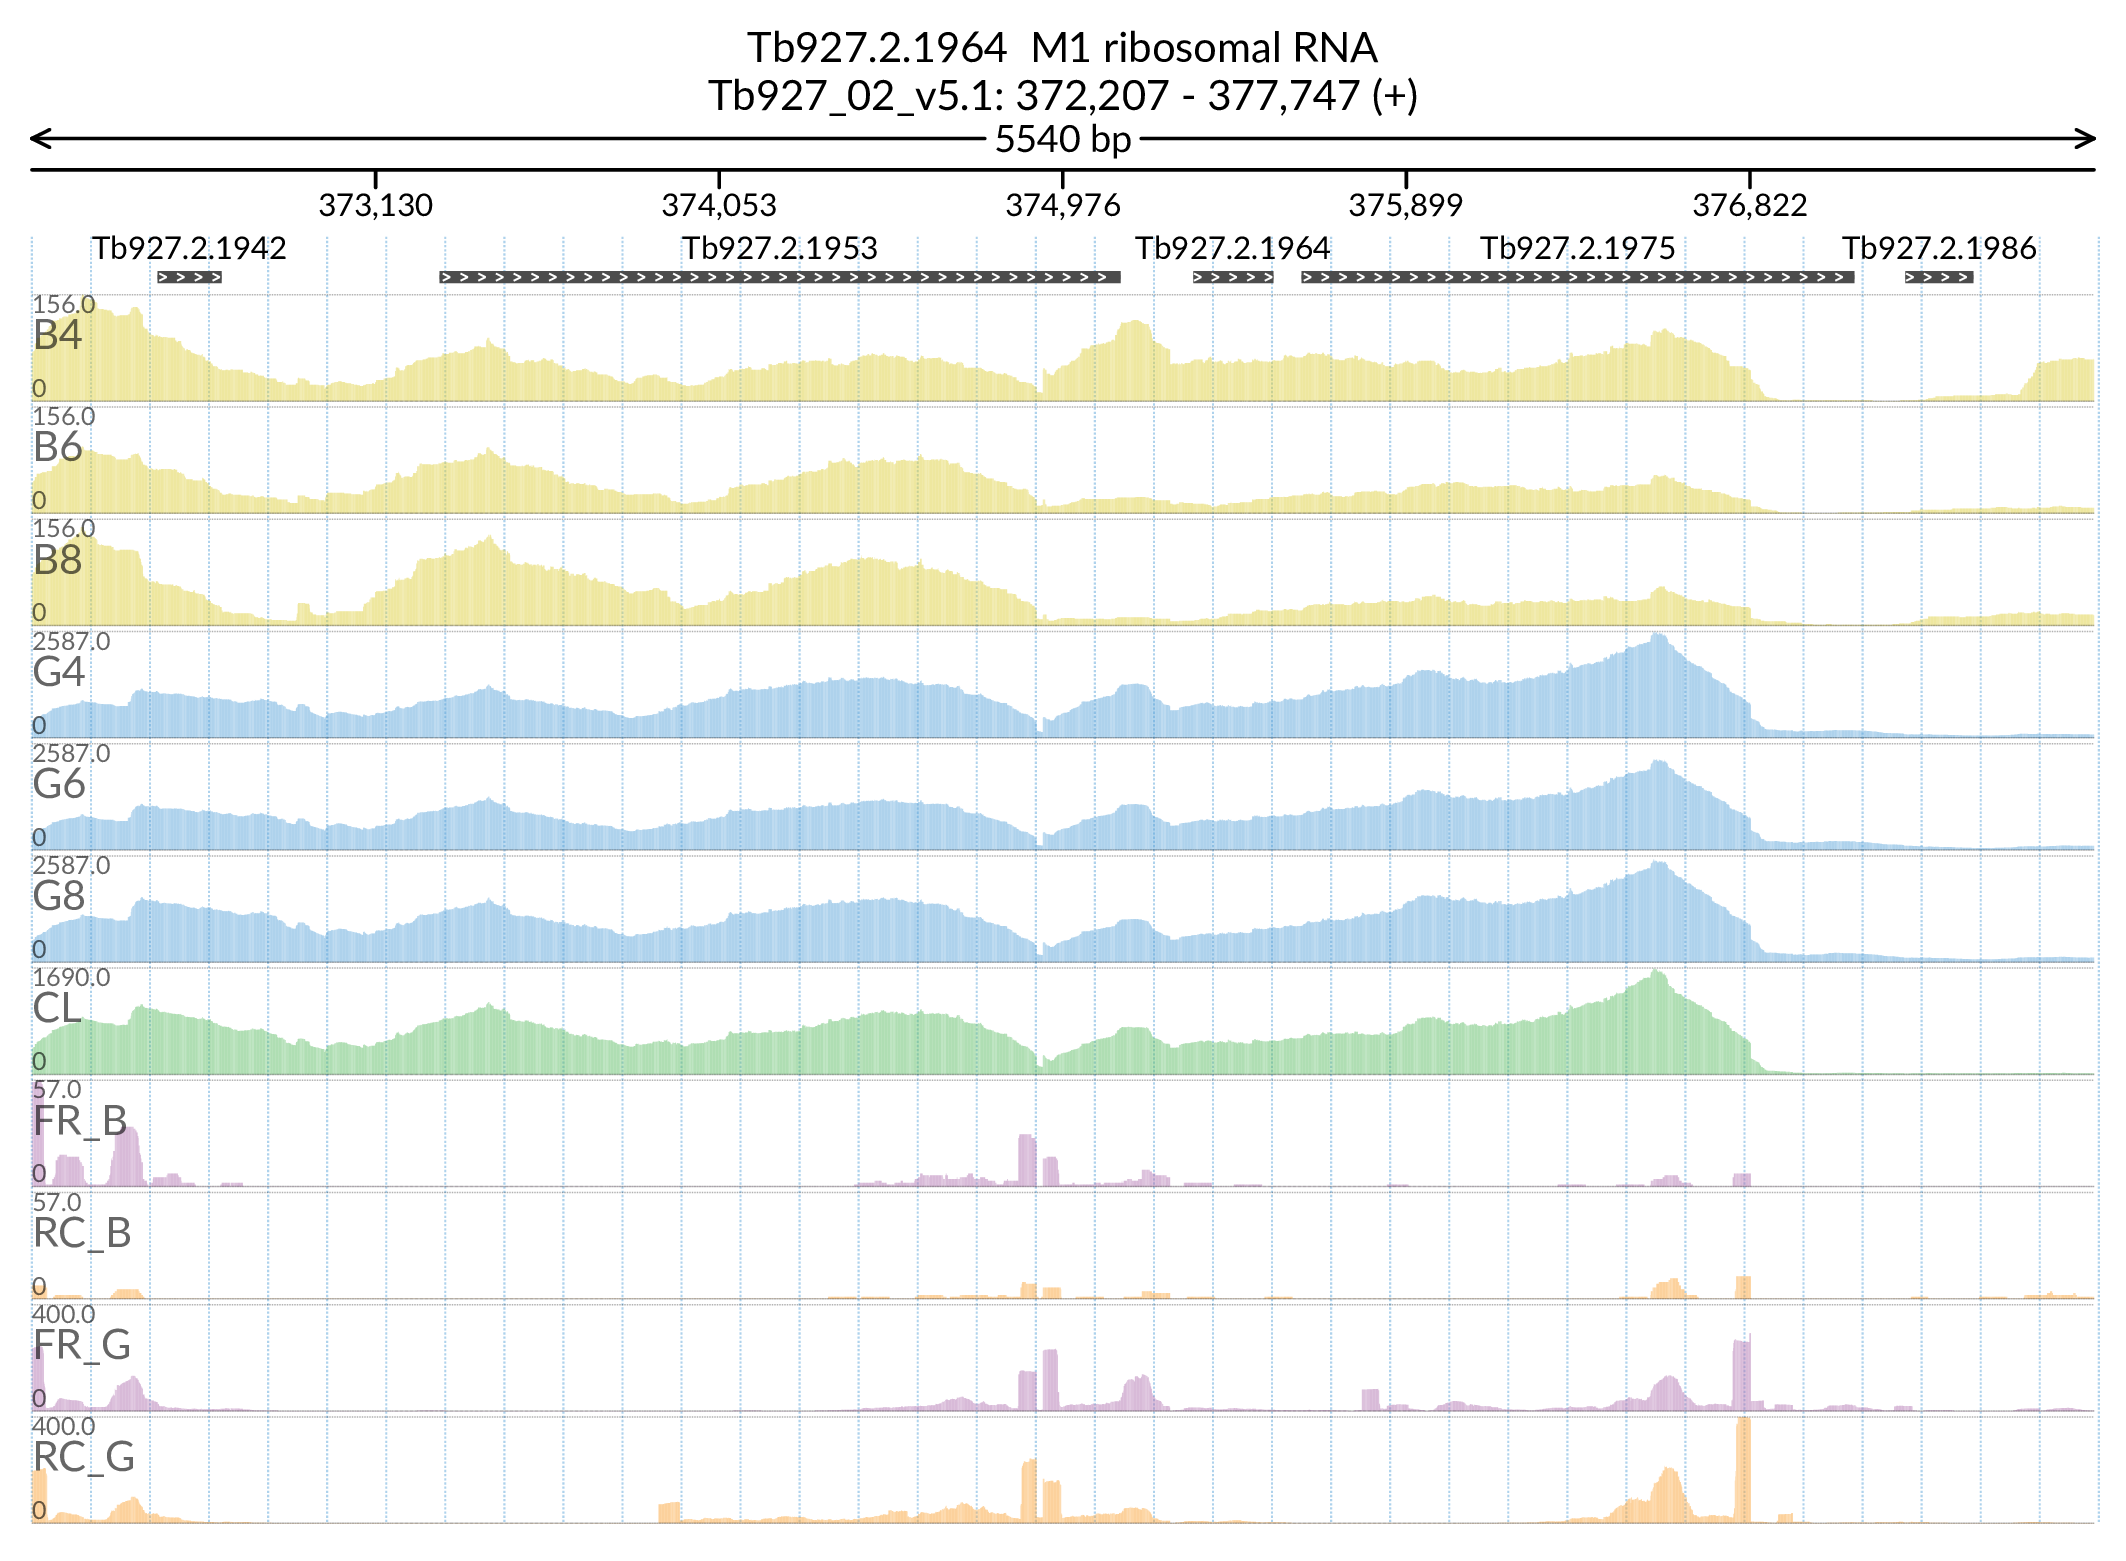 Tb927.2.1964 M1 ribosomal RNA
Tb927_02_v5.1: 372,207 - 377,747 (+)
5540 bp
373,130 374,053 374,976 375,899 376,822
Tb927.2.1942 Tb927.2.1953 Tb927.2.1964 Tb927.2.1975 Tb927.2.1986
156.0
B4
0
156.0
B6
0
156.0
B8
0
2587.0
G4
0
2587.0
G6
0
2587.0
G8
0
1690.0
CL
0
57.0
FR_B
0
57.0
RC_B
0
400.0
FR_G
0
400.0
RC_G
0